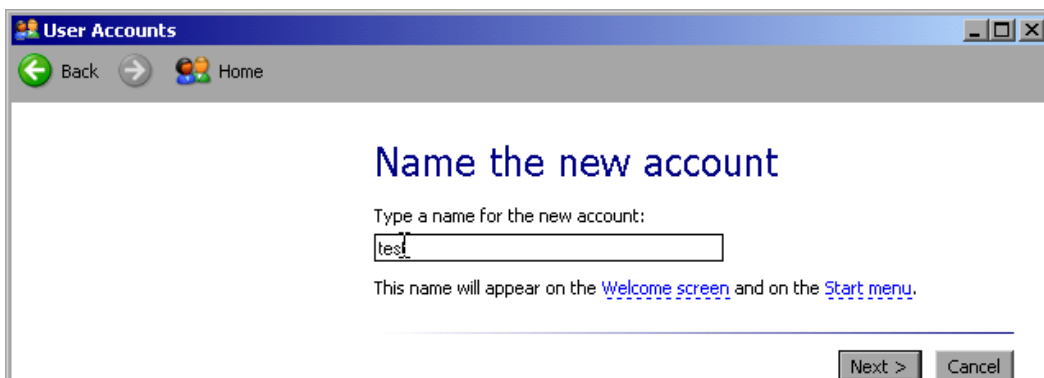 User Accounts
Back Home
Name the new account
Type a name for the new account:
test
This name will appear on the Welcome screen and on the Start menu.
Next > Cancel